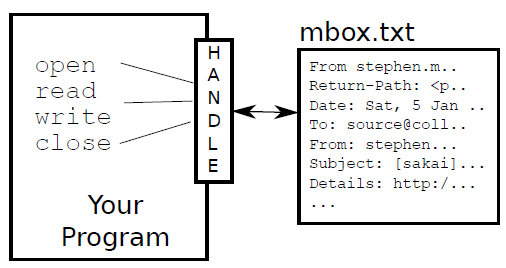 open
read
write
close
HANDLE
Your
Program
mbox.txt
From stephen.m..
Return-Path: <p..
Date: Sat, 5 Jan ..
To: source@coll..
From: stephen...
Subject: [sakai]...
Details: http:/...
...